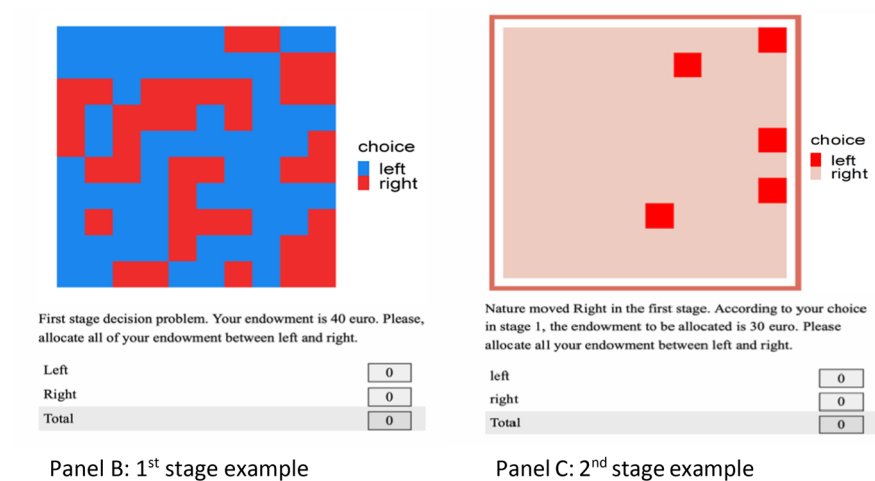 choice
left
right
First stage decision problem. Your endowment is 40 euro. Please,
allocate all of your endowment between left and right.
Left 0
Right 0
Total 0
Panel B: 1st stage example
choice
left
right
Nature moved Right in the first stage. According to your choice
in stage 1, the endowment to be allocated is 30 euro. Please
allocate all your endowment between left and right.
left 0
right 0
Total 0
Panel C: 2nd stage example